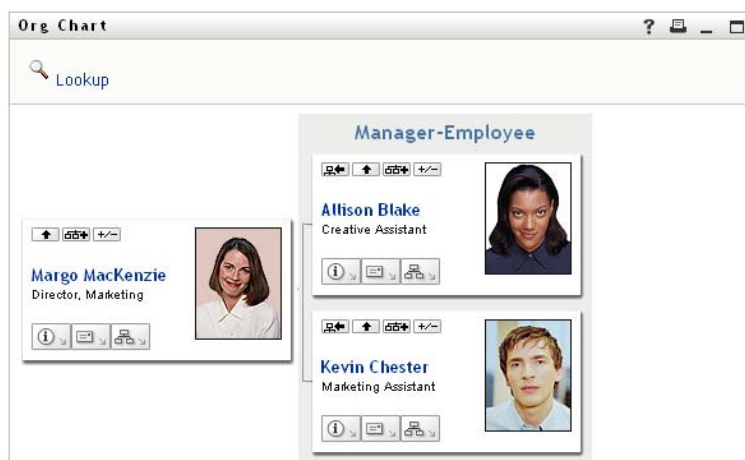 Org Chart
?
Lookup
Manager-Employee
+/-
Allison Blake
Creative Assistant
+/-
Margo MacKenzie
Director, Marketing
+/-
Kevin Chester
Marketing Assistant